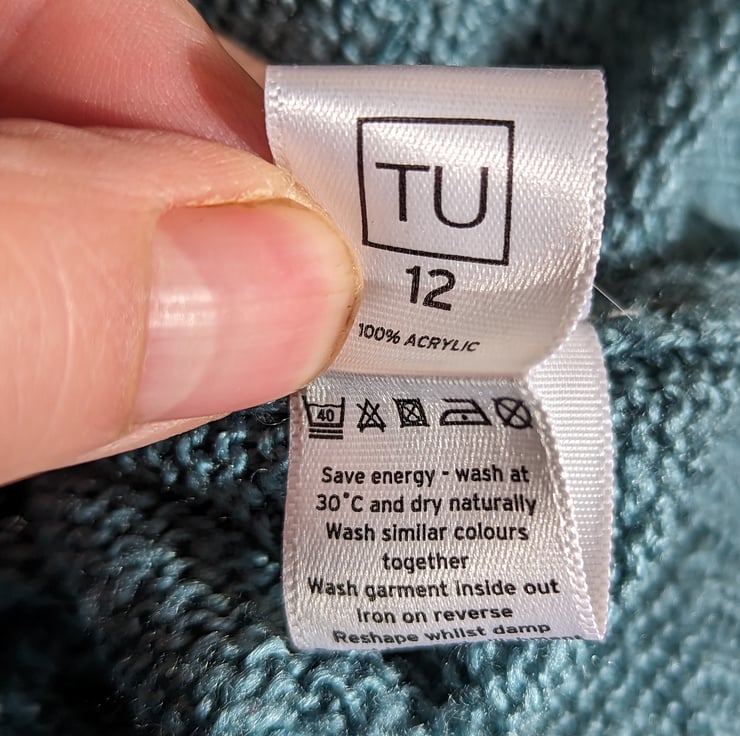 TU
12
100% ACRYLIC
40
Save energy - wash at
30°C and dry naturally
Wash similar colours
together
Wash garment inside out
Iron on reverse
Reshape whilst damp